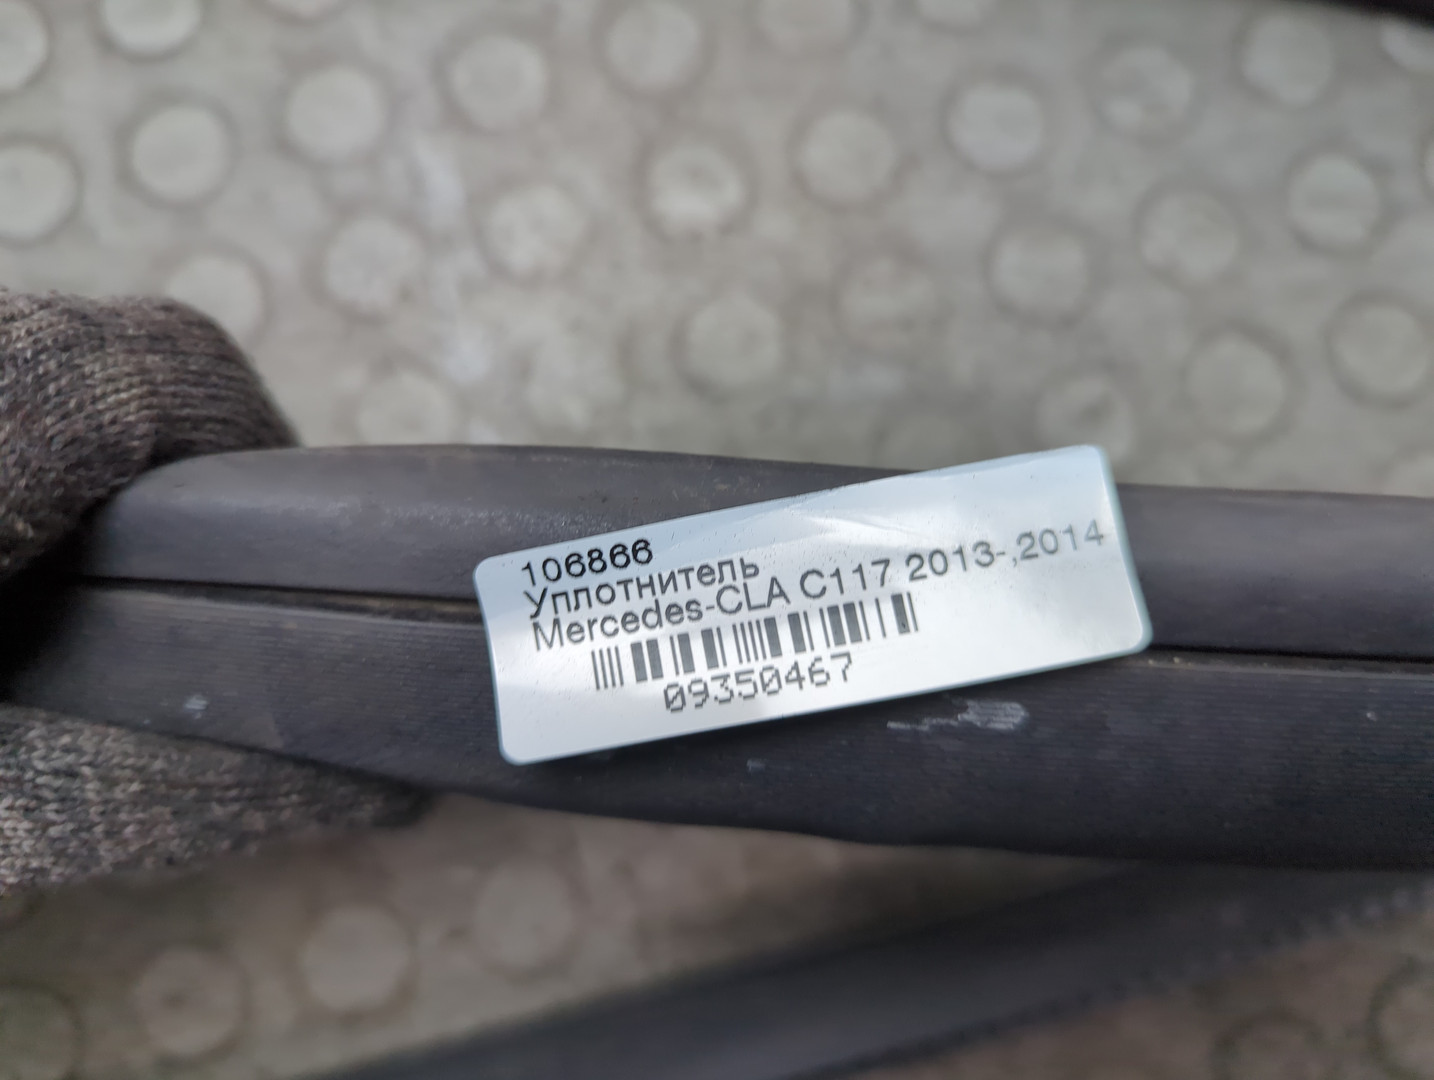 106866
Уплотнитель
Mercedes-CLA C117 2013-,2014
09350467